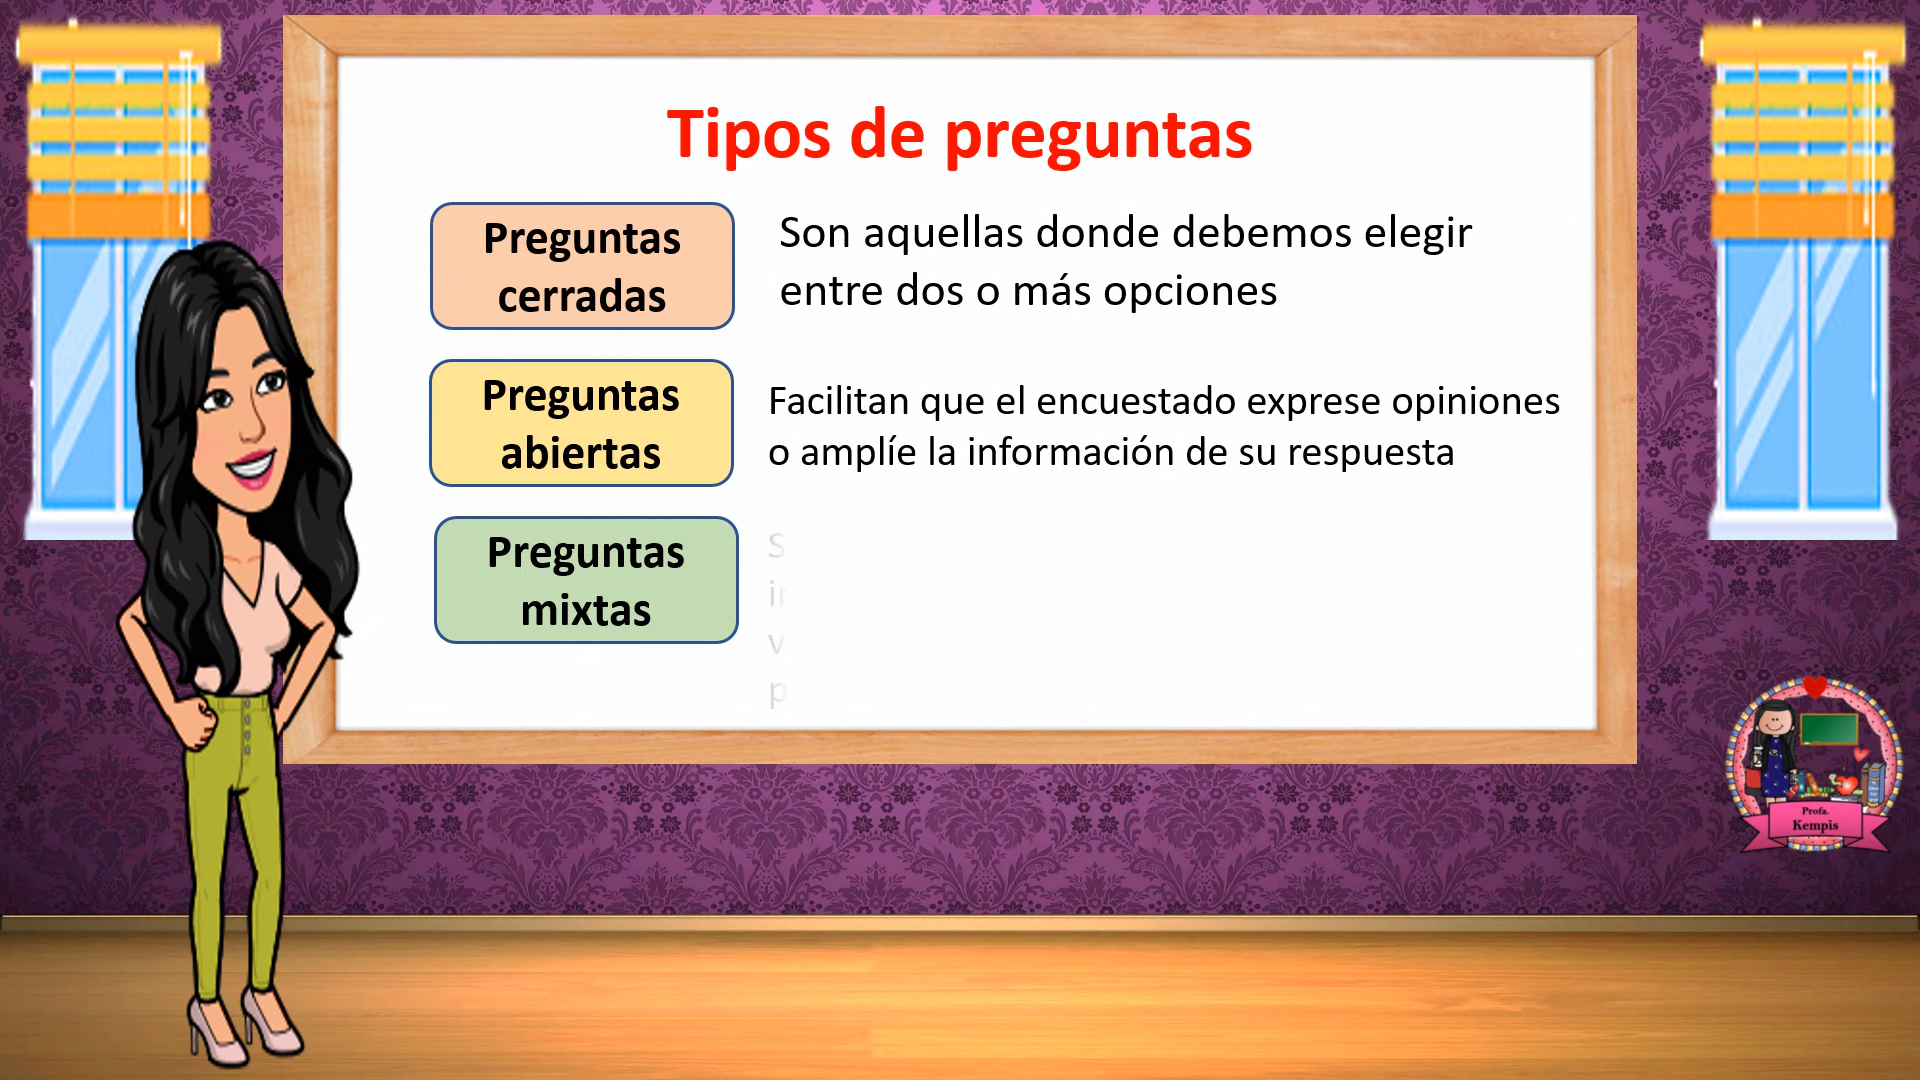 Tipos de preguntas
Preguntas
cerradas
Son aquellas donde debemos elegir
entre dos o más opciones
Preguntas
abiertas
Facilitan que el encuestado exprese opiniones
o amplíe la información de su respuesta
Preguntas
mixtas
Profa.
Kempis